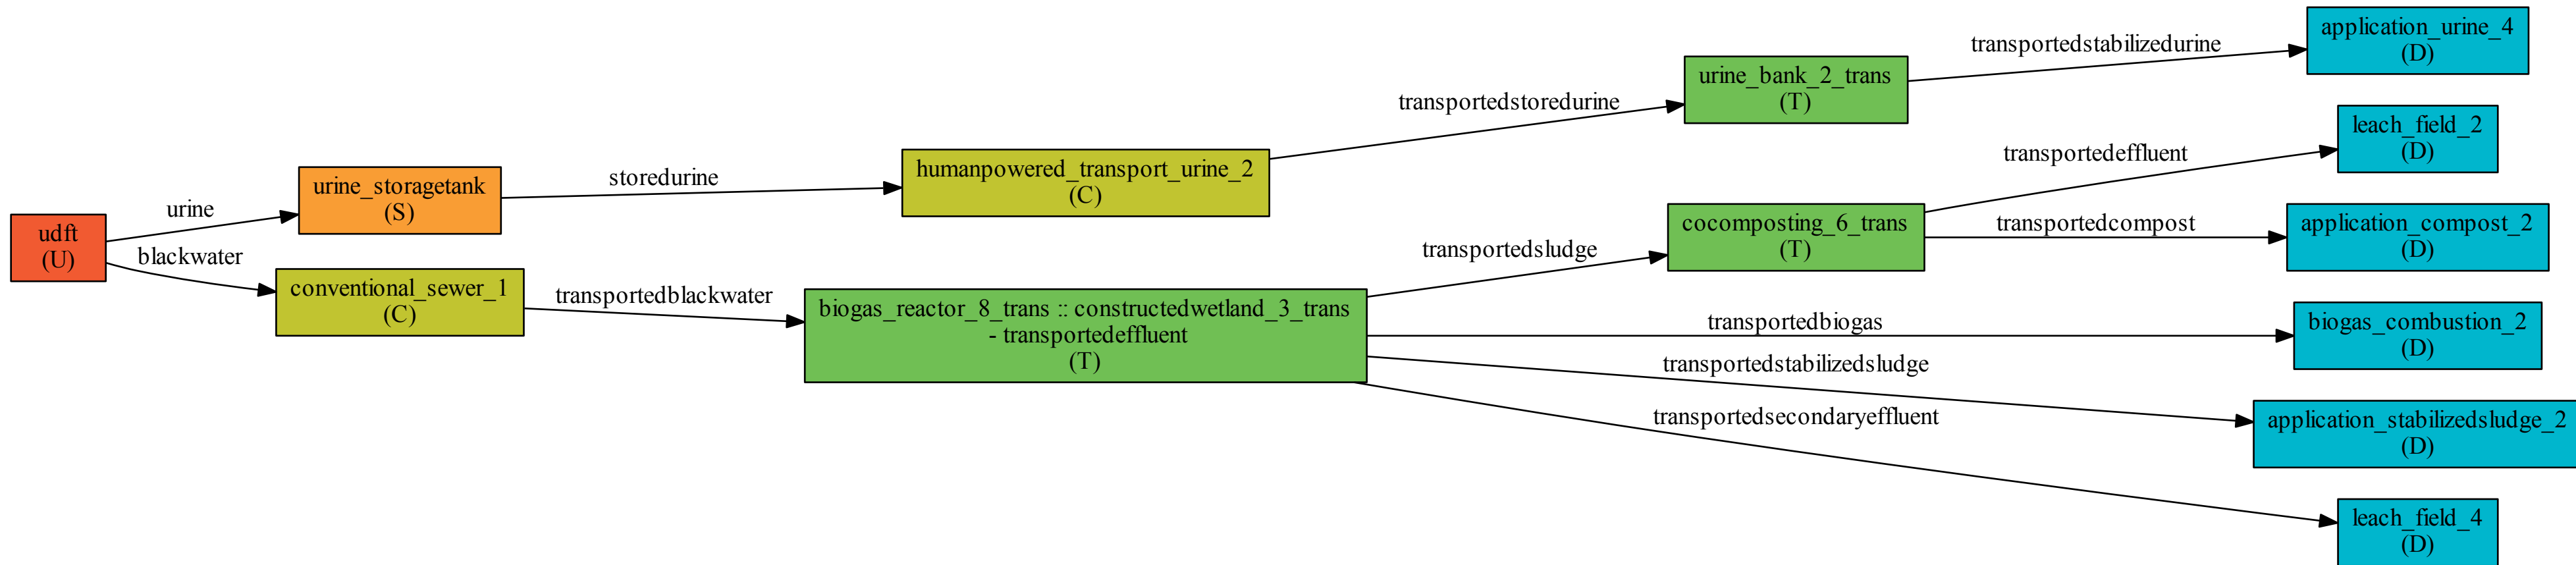 udft
(U)
urine
blackwater
urine_storagetank
(S)
conventional_sewer_1
(C)
storedurine
transportedblackwater
humanpowered_transport_urine_2
(C)
biogas_reactor_8_trans :: constructedwetland_3_trans
- transportedeffluent
(T)
transportedstoredurine
transportedsludge
urine_bank_2_trans
(T)
cocomposting_6_trans
(T)
transportedbiogas
transportedstabilizedsludge
transportedsecondaryeffluent
transportedstabilizedurine
transportedeffluent
transportedcompost
application_urine_4
(D)
leach_field_2
(D)
application_compost_2
(D)
biogas_combustion_2
(D)
application_stabilizedsludge_2
(D)
leach_field_4
(D)